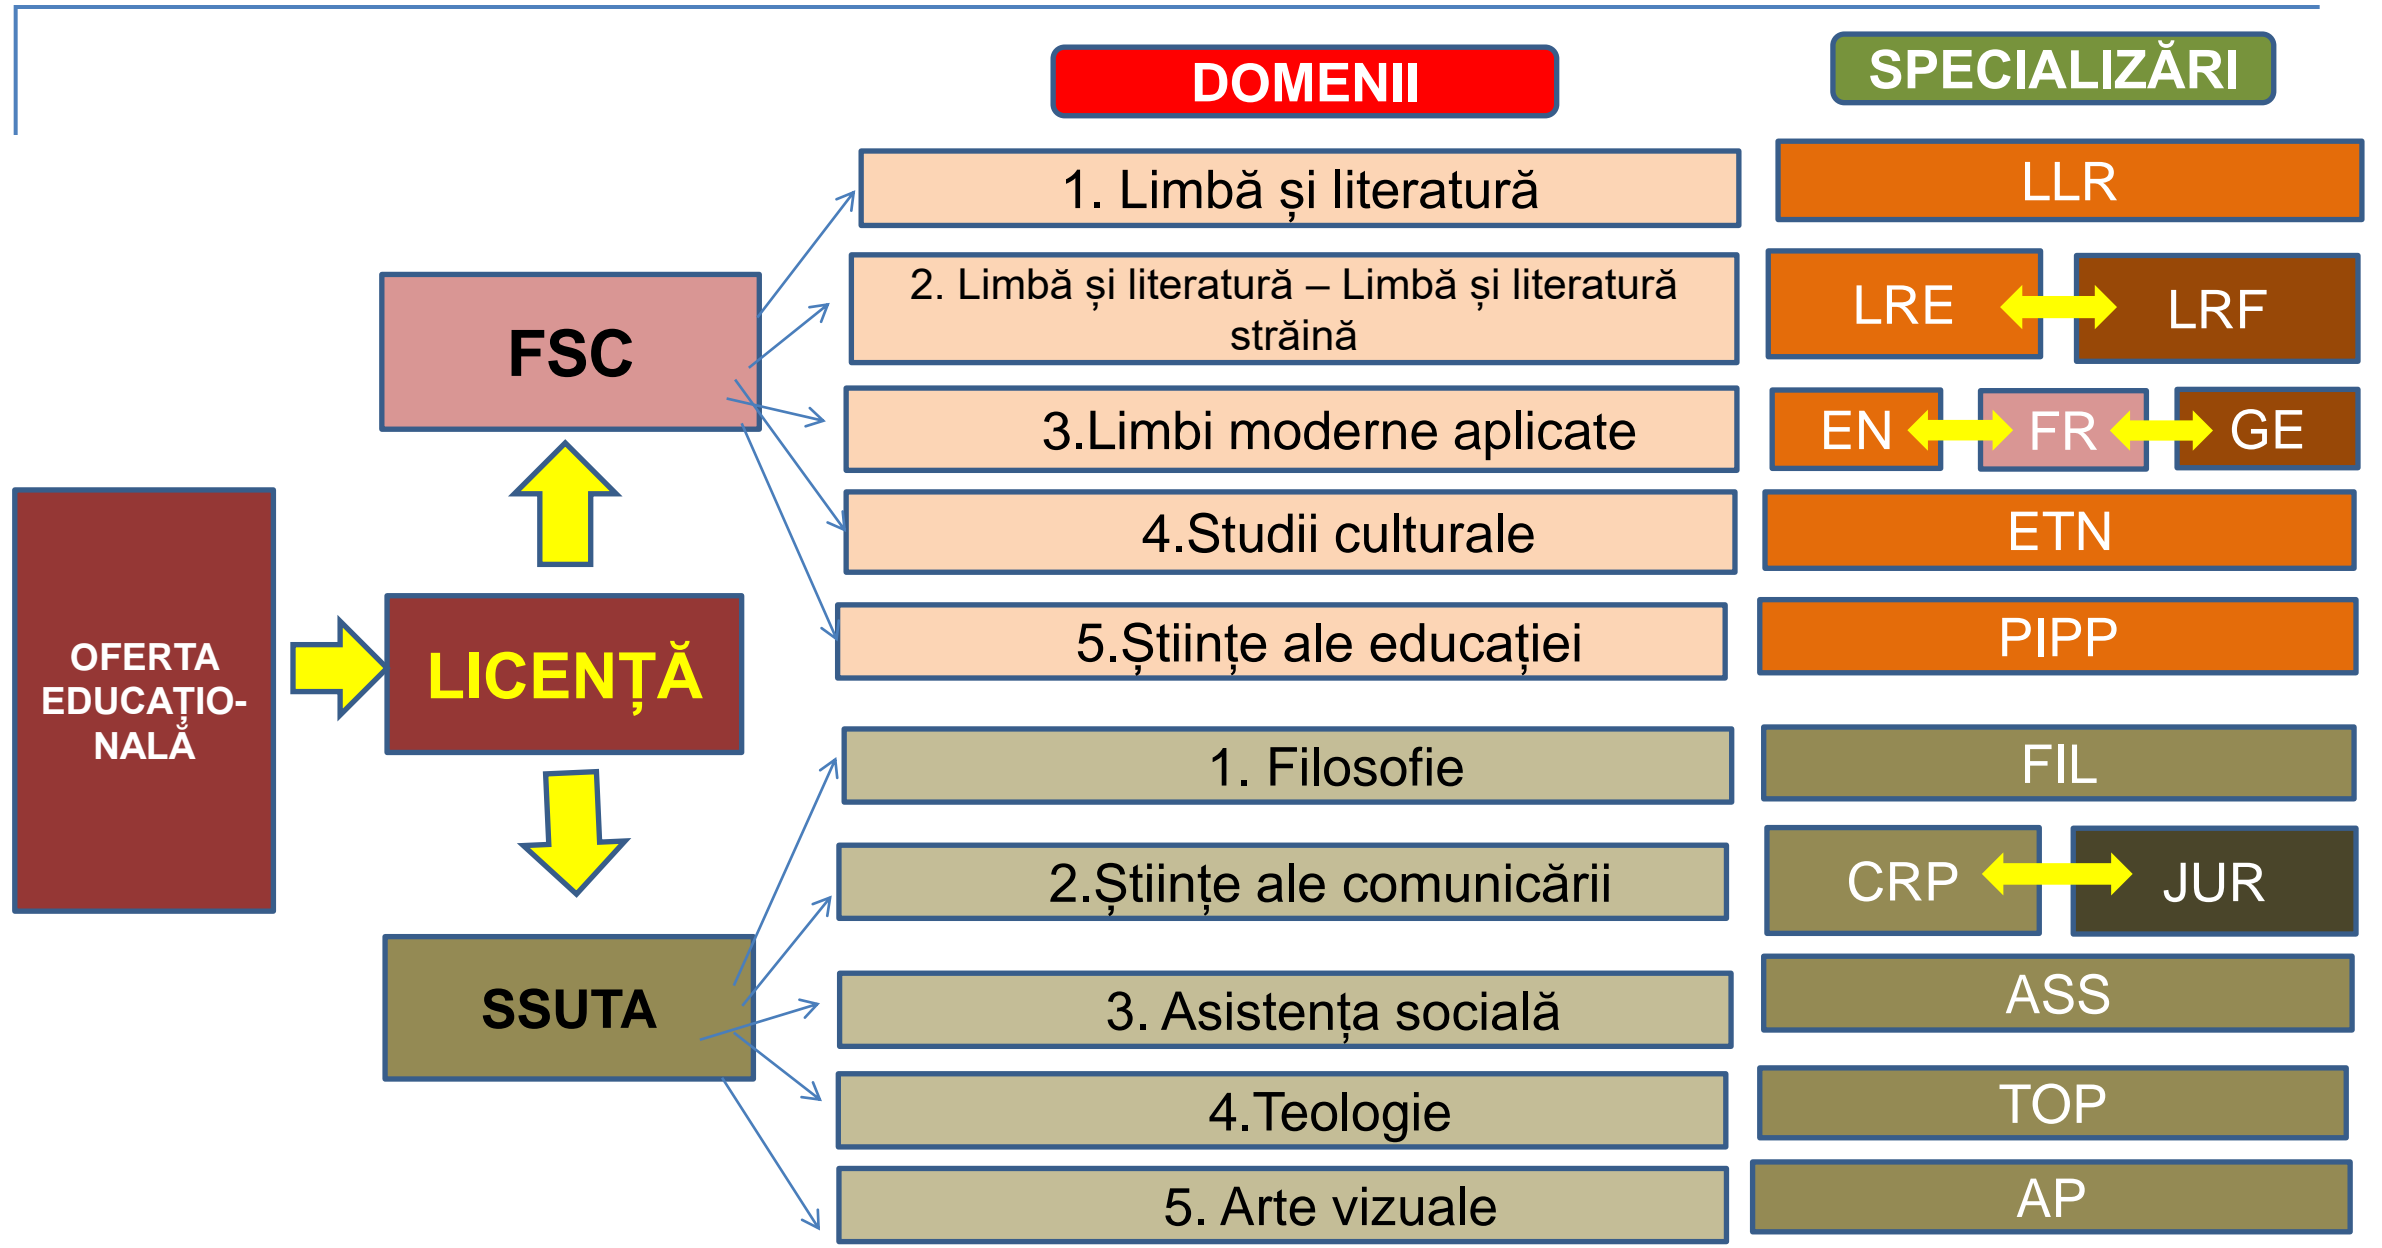 DOMENII
SPECIALIZĂRI
OFERTA
EDUCAȚIO-
NALĂ
LICENȚĂ
FSC
1. Limbă și literatură
LLR
2. Limbă și literatură – Limbă și literatură
străină
LRE
LRF
3.Limbi moderne aplicate
EN
FR
GE
4.Studii culturale
ETN
5.Științe ale educației
PIPP
SSUTA
1. Filosofie
FIL
2.Științe ale comunicării
CRP
JUR
3. Asistența socială
ASS
4.Teologie
TOP
5. Arte vizuale
AP